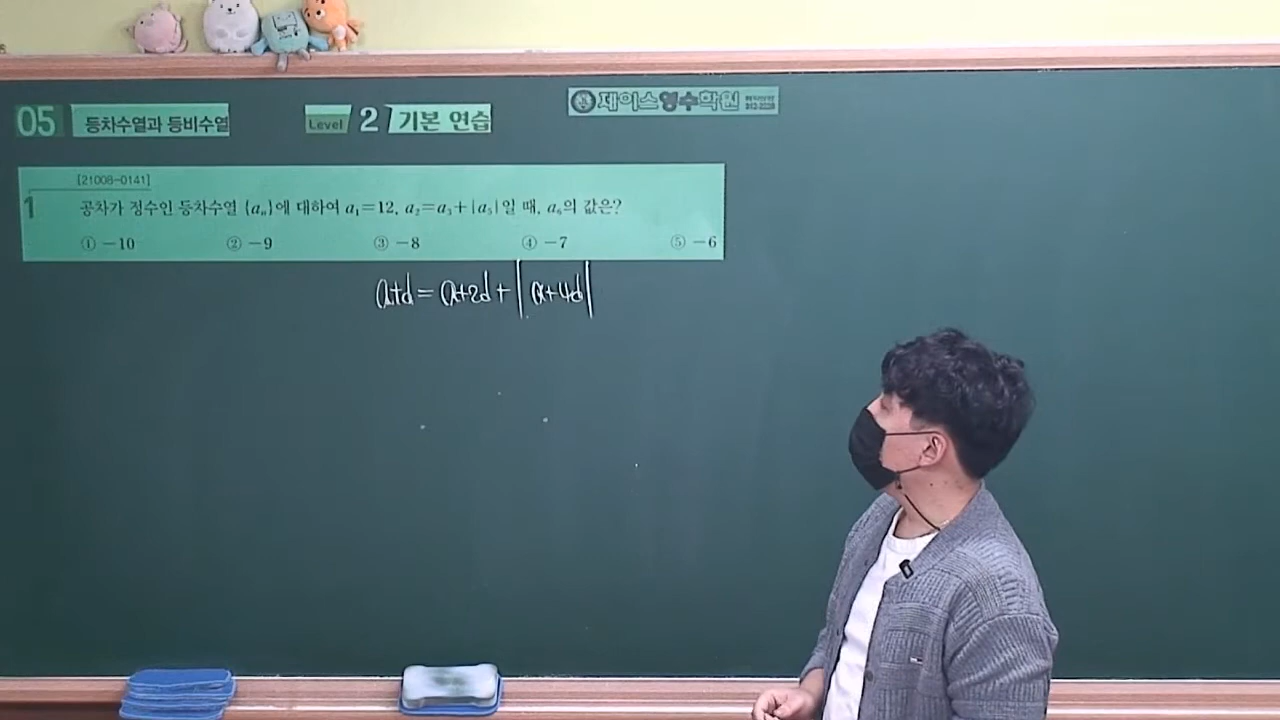 제이스영수학원
05 등차수열과 등비수열 Level 2 기본 연습
[21008-0141]
1 공차가 정수인 등차수열 {aₙ}에 대하여 a₁=12, a₂=a₃+|a₅|일 때, a₆의 값은?
① -10 ② -9 ③ -8 ④ -7 ⑤ -6
a+d=a+2d+|a+4d|